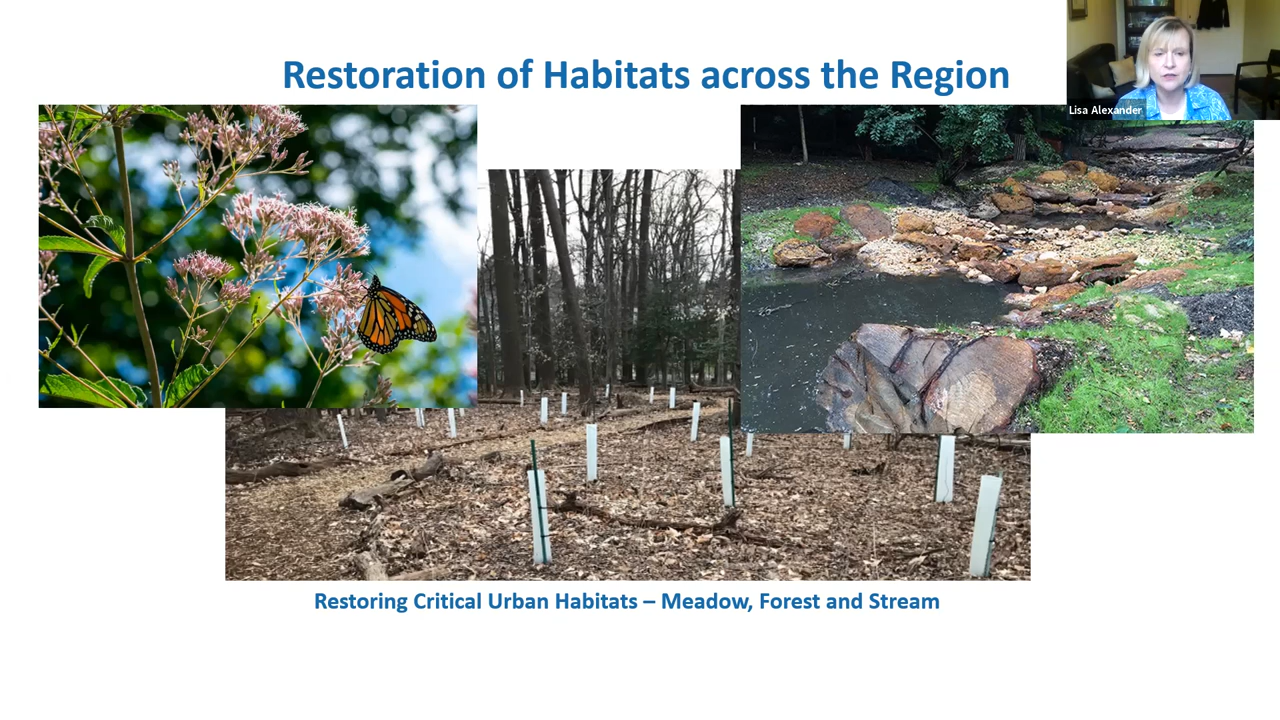 Restoration of Habitats across the Region
Lisa Alexander
Restoring Critical Urban Habitats – Meadow, Forest and Stream